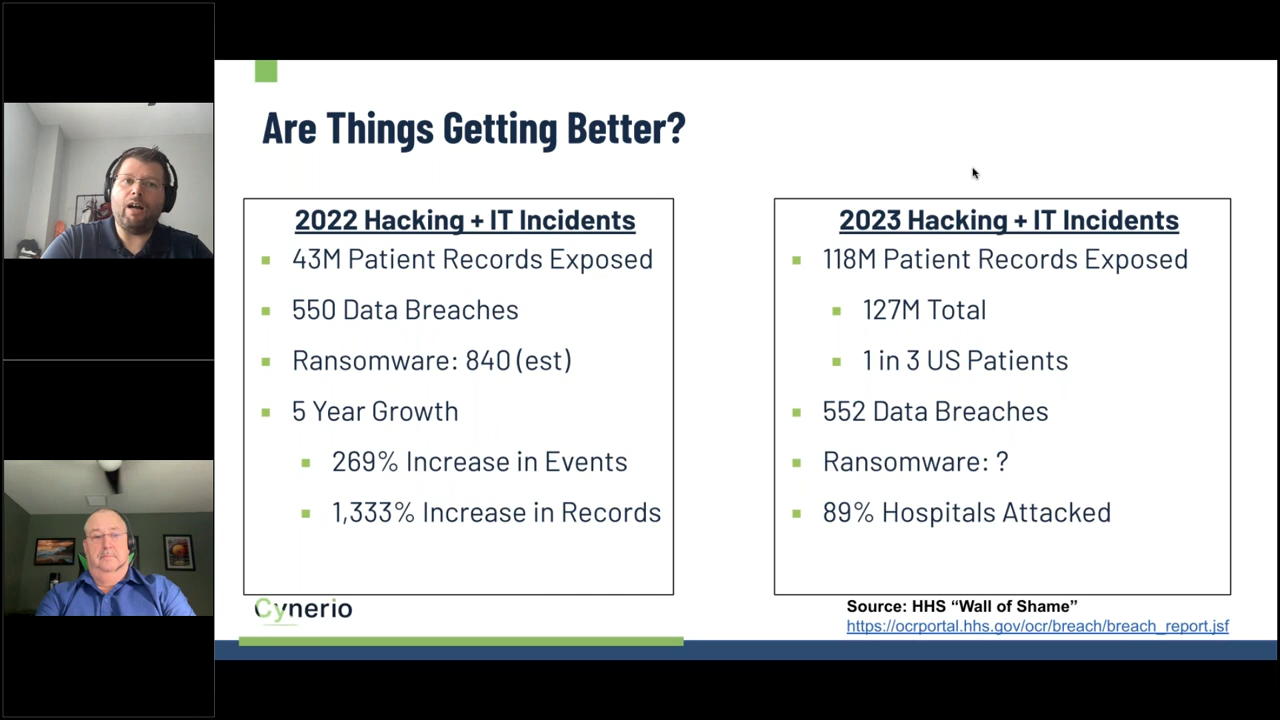 Are Things Getting Better?
2022 Hacking + IT Incidents
43M Patient Records Exposed
550 Data Breaches
Ransomware: 840 (est)
5 Year Growth
269% Increase in Events
1,333% Increase in Records
2023 Hacking + IT Incidents
118M Patient Records Exposed
127M Total
1 in 3 US Patients
552 Data Breaches
Ransomware: ?
89% Hospitals Attacked
Cynerio
Source: HHS “Wall of Shame”
https://ocrportal.hhs.gov/ocr/breach/breach_report.jsf